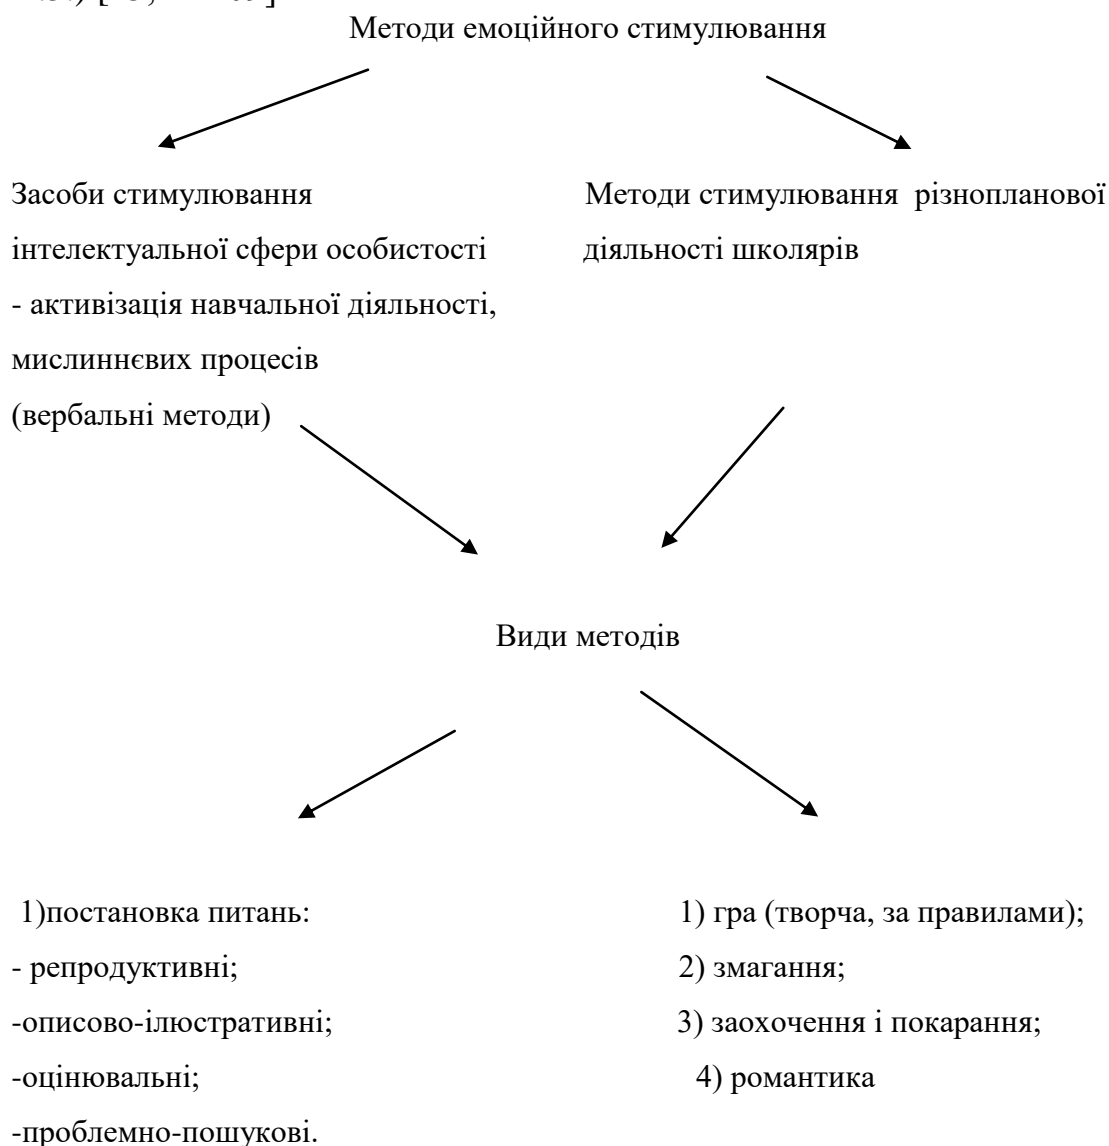 Методи емоційного стимулювання
Засоби стимулювання
інтелектуальної сфери особистості
- активізація навчальної діяльності,
мислиннєвих процесів
(вербальні методи)
Методи стимулювання різнопланової
діяльності школярів
Види методів
1)постановка питань:
- репродуктивні;
-описово-ілюстративні;
-оцінювальні;
-проблемно-пошукові.
1) гра (творча, за правилами);
2) змагання;
3) заохочення і покарання;
4) романтика